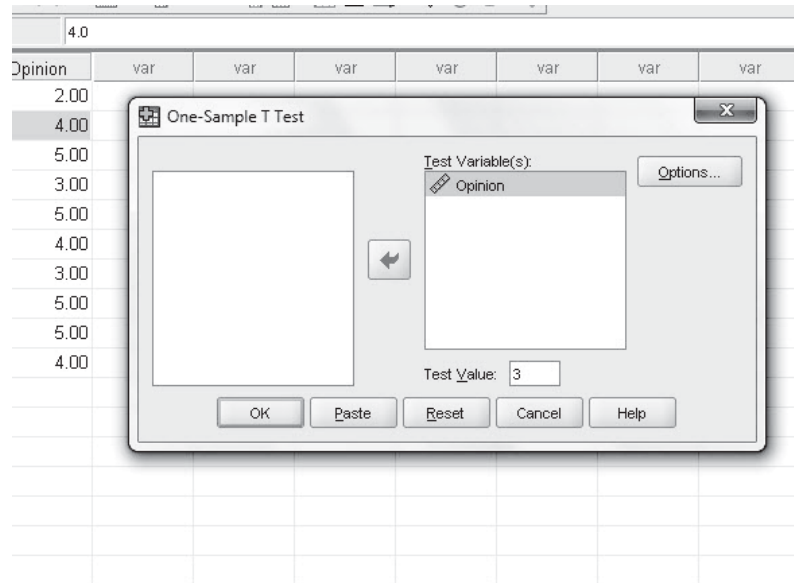 4.0
Opinion var var var var var var var
2.00
4.00
5.00
3.00
5.00
4.00
3.00
5.00
5.00
4.00
One-Sample T Test
Test Variable(s):
Opinion
Options...
Test Value: 3
OK Paste Reset Cancel Help